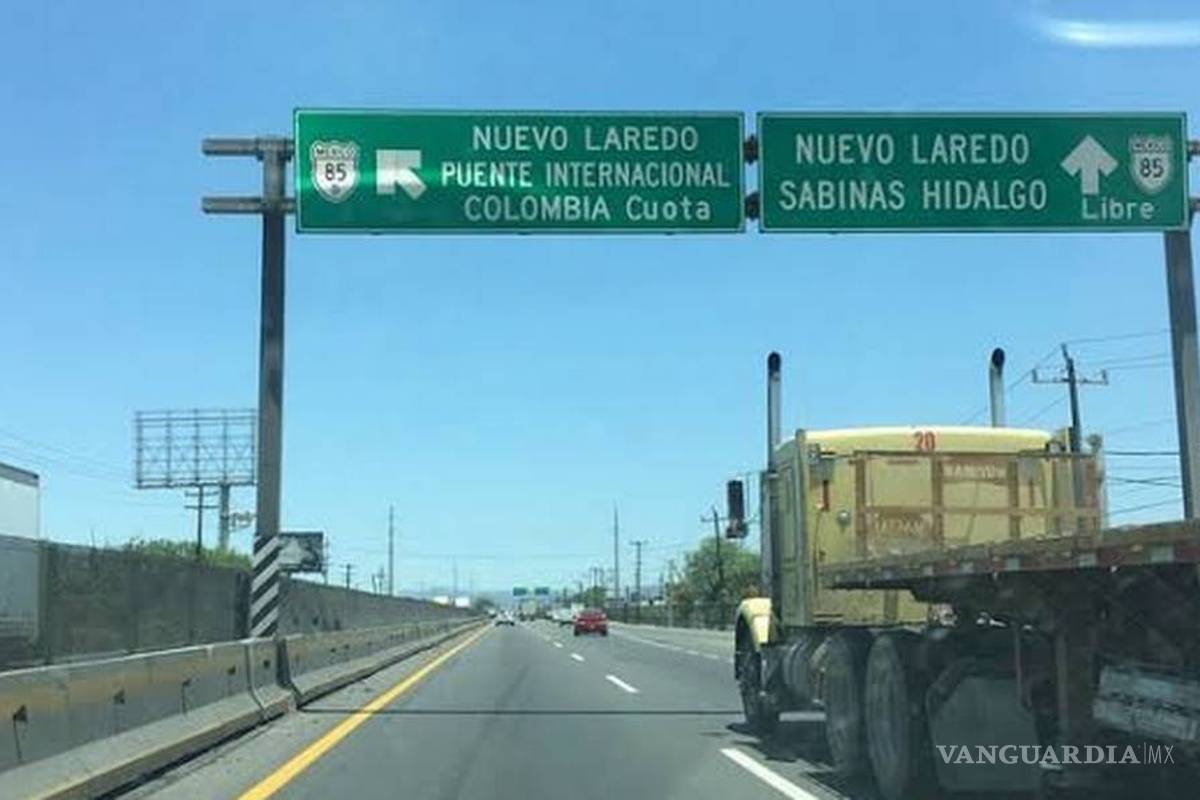 NUEVO LAREDO
PUENTE INTERNACIONAL
COLOMBIA Cuota
MEXICO
85
NUEVO LAREDO
SABINAS HIDALGO
Libre
MEXICO
85
20
VANGUARDIA|MX